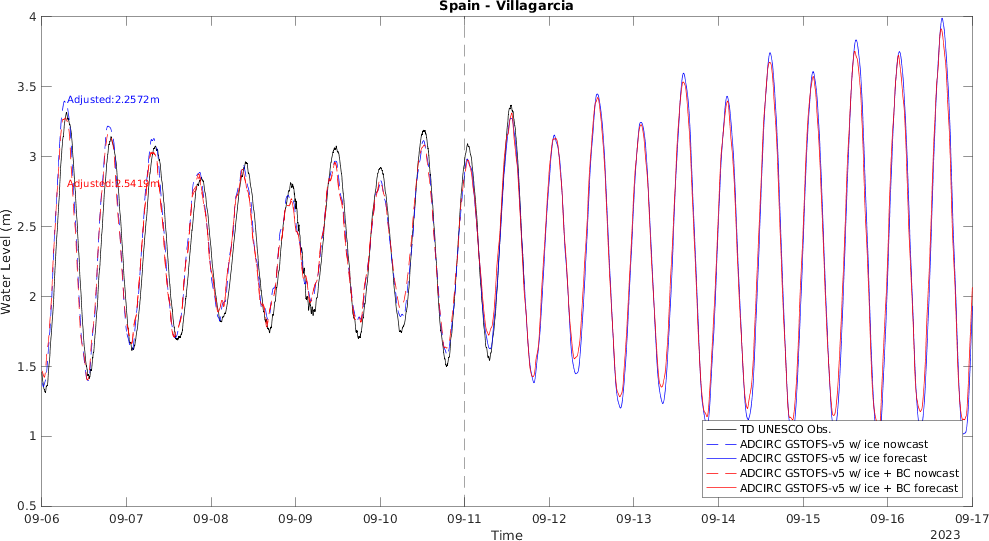 Spain - Villagarcia
Water Level (m)
4
3.5
3
2.5
2
1.5
1
0.5
Adjusted:2.2572m
Adjusted:2.5419m
TD UNESCO Obs.
ADCIRC GSTOFS-v5 w/ ice nowcast
ADCIRC GSTOFS-v5 w/ ice forecast
ADCIRC GSTOFS-v5 w/ ice + BC nowcast
ADCIRC GSTOFS-v5 w/ ice + BC forecast
09-06 09-07 09-08 09-09 09-10 09-11 09-12 09-13 09-14 09-15 09-16 09-17
Time
2023